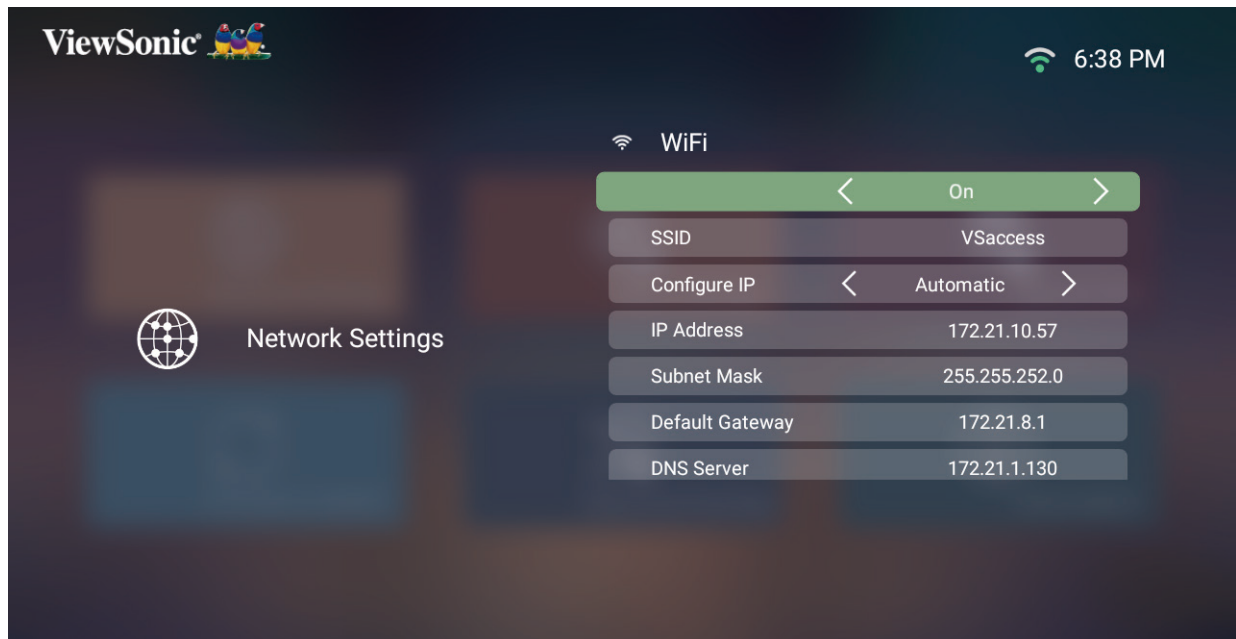 ViewSonic®
6:38 PM
WiFi
On
SSID VSaccess
Configure IP Automatic
IP Address 172.21.10.57
Network Settings
Subnet Mask 255.255.252.0
Default Gateway 172.21.8.1
DNS Server 172.21.1.130